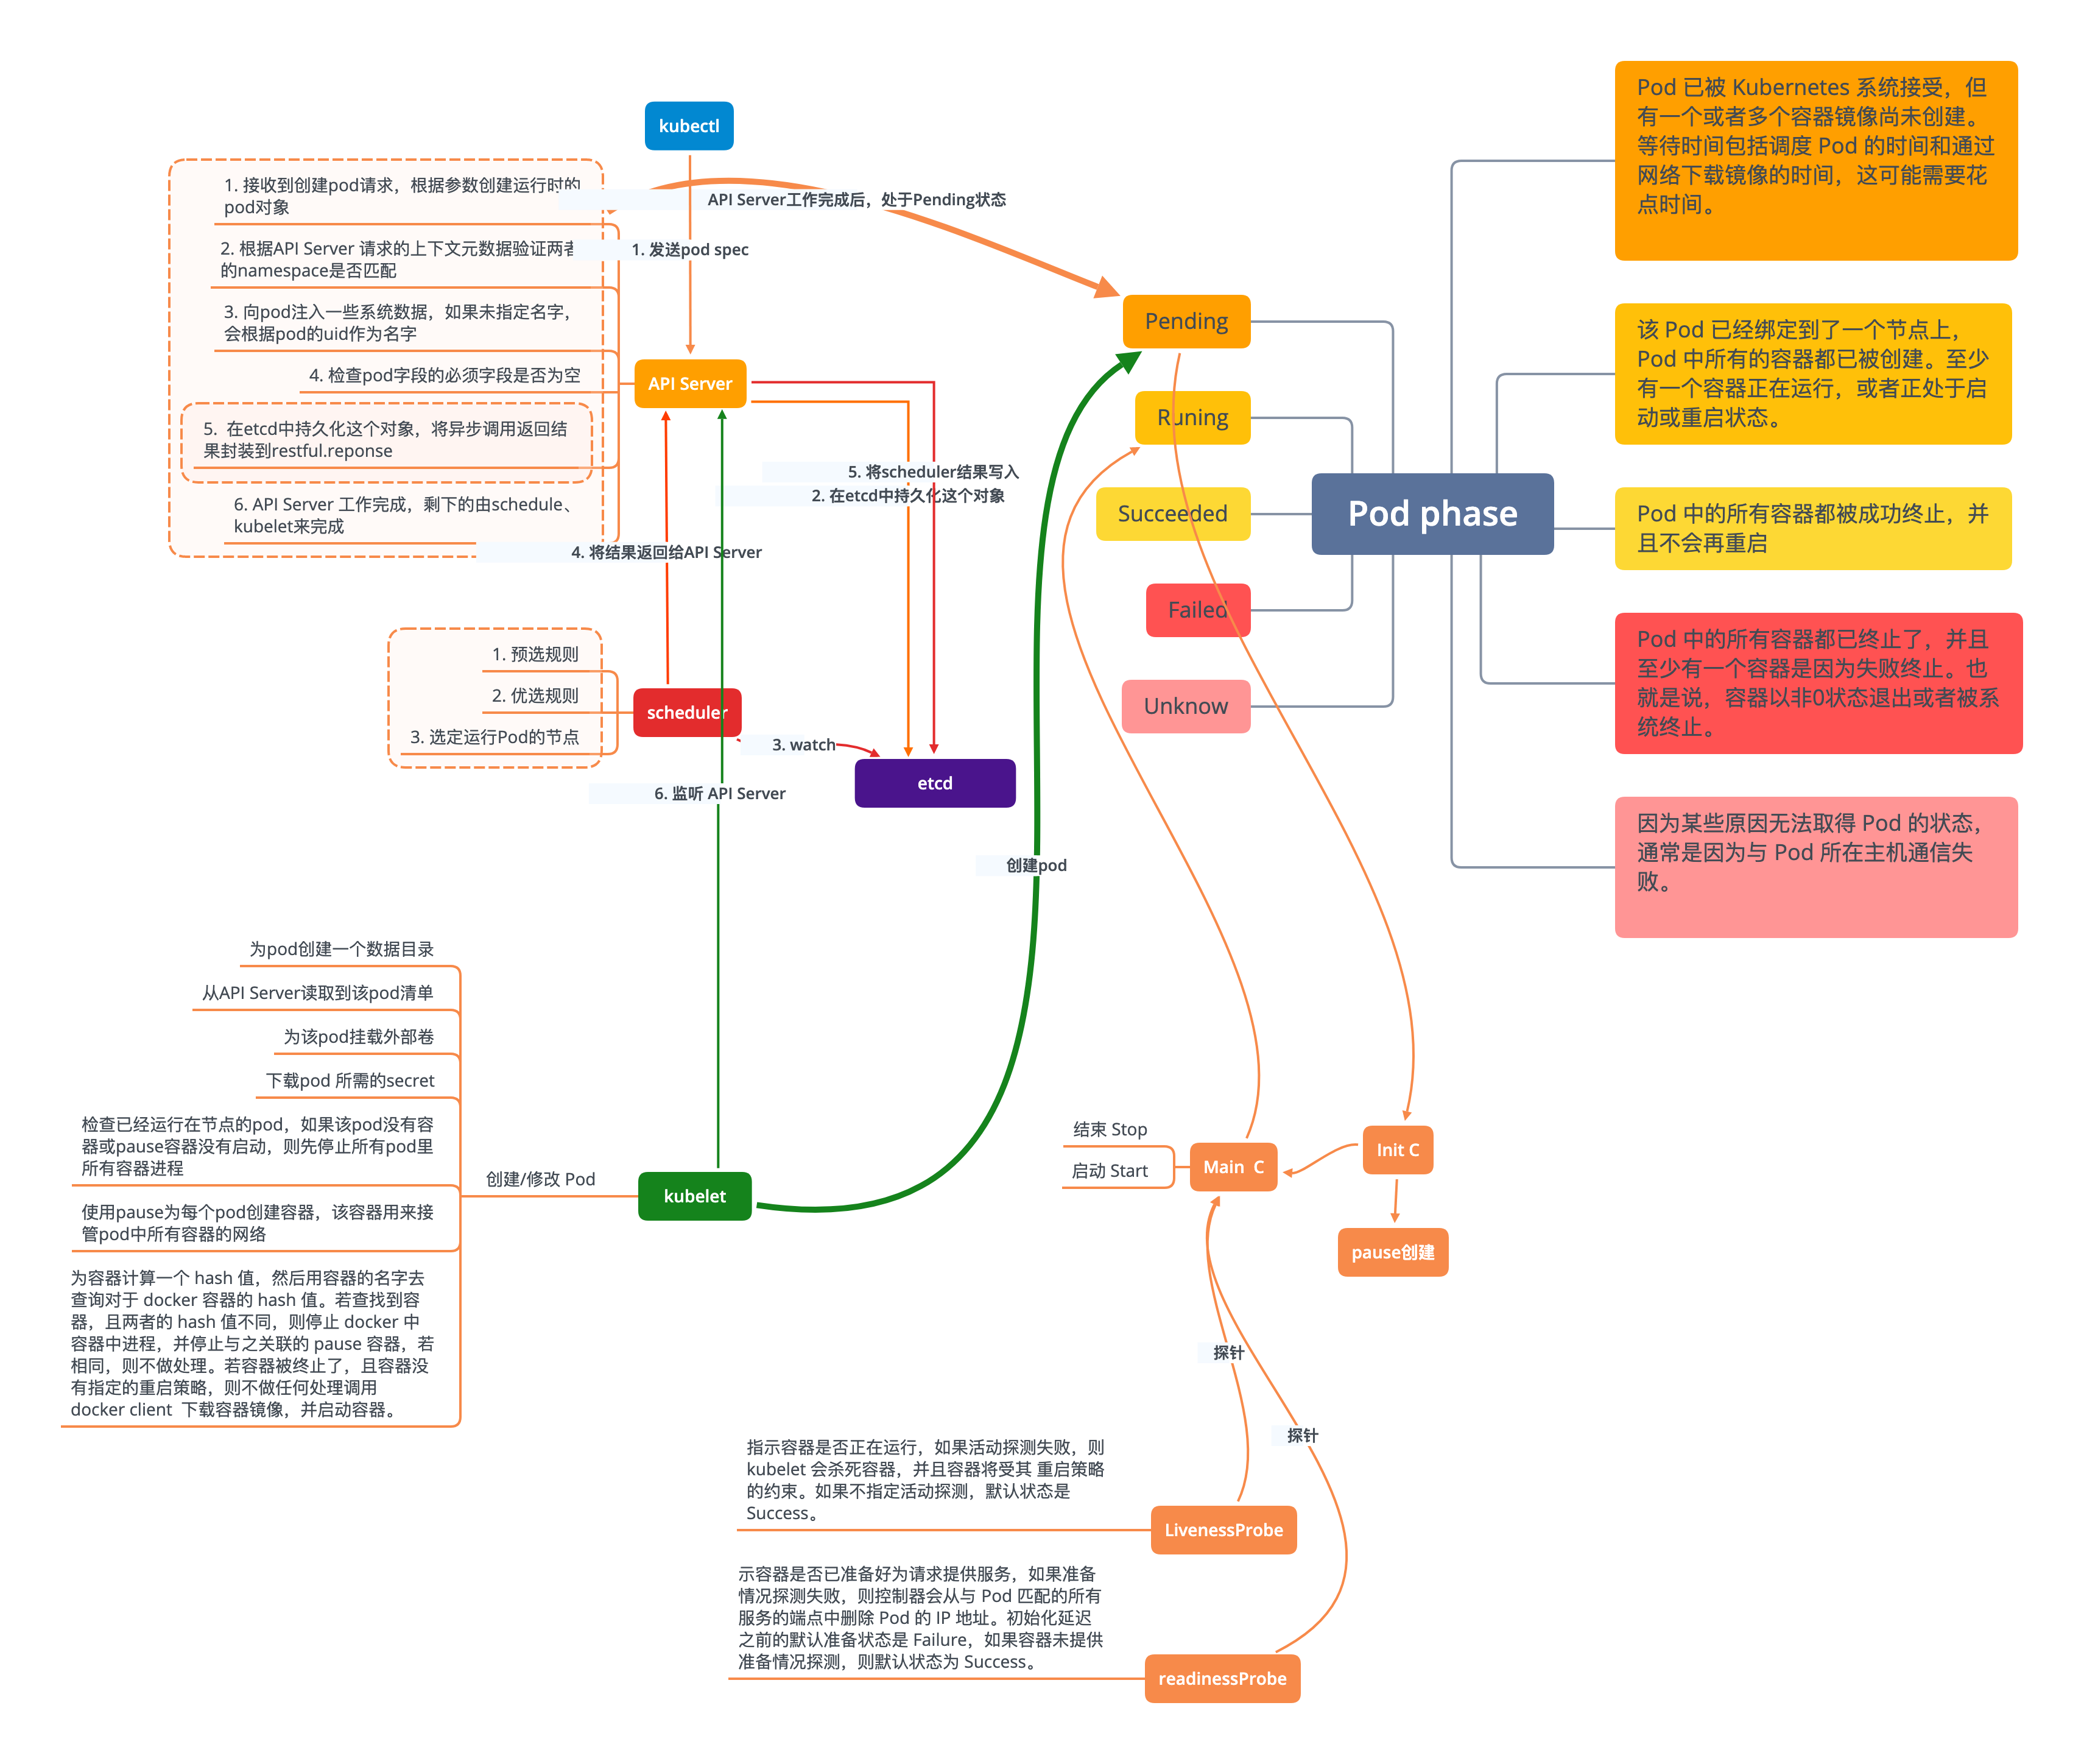 kubectl
1. 接收到创建pod请求，根据参数创建运行时的
pod对象
API Server工作完成后，处于Pending状态
2. 根据API Server 请求的上下文元数据验证两者
的namespace是否匹配
1. 发送pod spec
3. 向pod注入一些系统数据，如果未指定名字，
会根据pod的uid作为名字
4. 检查pod字段的必须字段是否为空
API Server
5. 在etcd中持久化这个对象，将异步调用返回结
果封装到restful.reponse
6. API Server 工作完成，剩下的由schedule、
kubelet来完成
5. 将scheduler结果写入
2. 在etcd中持久化这个对象
4. 将结果返回给API Server
1. 预选规则
2. 优选规则
3. 选定运行Pod的节点
scheduler
3. watch
etcd
6. 监听 API Server
创建pod
Pending
Runing
Succeeded
Failed
Unknow
Pod phase
Pod 已被 Kubernetes 系统接受，但
有一个或者多个容器镜像尚未创建。
等待时间包括调度 Pod 的时间和通过
网络下载镜像的时间，这可能需要花
点时间。
该 Pod 已经绑定到了一个节点上，
Pod 中所有的容器都已被创建。至少
有一个容器正在运行，或者正处于启
动或重启状态。
Pod 中的所有容器都被成功终止，并
且不会再重启
Pod 中的所有容器都已终止了，并且
至少有一个容器是因为失败终止。也
就是说，容器以非0状态退出或者被系
统终止。
因为某些原因无法取得 Pod 的状态，
通常是因为与 Pod 所在主机通信失
败。
为pod创建一个数据目录
从API Server读取到该pod清单
为该pod挂载外部卷
下载pod 所需的secret
检查已经运行在节点的pod，如果该pod没有容
器或pause容器没有启动，则先停止所有pod里
所有容器进程
使用pause为每个pod创建容器，该容器用来接
管pod中所有容器的网络
为容器计算一个 hash 值，然后用容器的名字去
查询对于 docker 容器的 hash 值。若查找到容
器，且两者的 hash 值不同，则停止 docker 中
容器中进程，并停止与之关联的 pause 容器，若
相同，则不做处理。若容器被终止了，且容器没
有指定的重启策略，则不做任何处理调用
docker client 下载容器镜像，并启动容器。
创建/修改 Pod
kubelet
结束 Stop
启动 Start
Main C
Init C
pause创建
探针
探针
指示容器是否正在运行，如果活动探测失败，则
kubelet 会杀死容器，并且容器将受其 重启策略
的约束。如果不指定活动探测，默认状态是
Success。
LivenessProbe
示容器是否已准备好为请求提供服务，如果准备
情况探测失败，则控制器会从与 Pod 匹配的所有
服务的端点中删除 Pod 的 IP 地址。初始化延迟
之前的默认准备状态是 Failure，如果容器未提供
准备情况探测，则默认状态为 Success。
readinessProbe